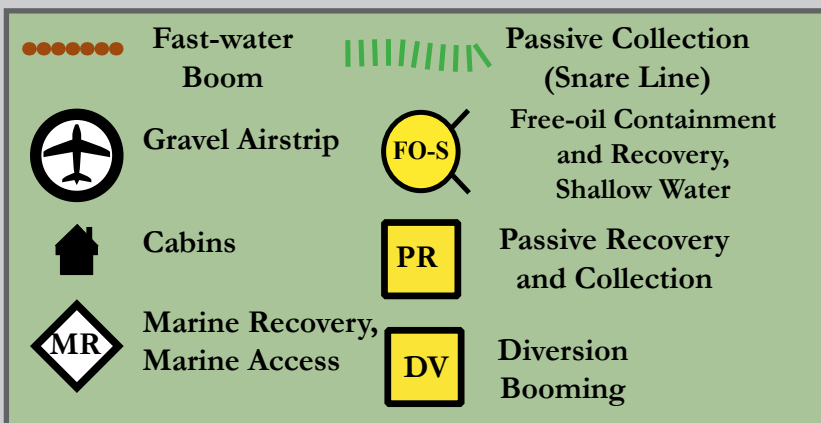 Fast-water
Boom
Passive Collection
(Snare Line)
Gravel Airstrip
FO-S
Free-oil Containment
and Recovery,
Shallow Water
Cabins
PR
Passive Recovery
and Collection
MR
Marine Recovery,
Marine Access
DV
Diversion
Booming